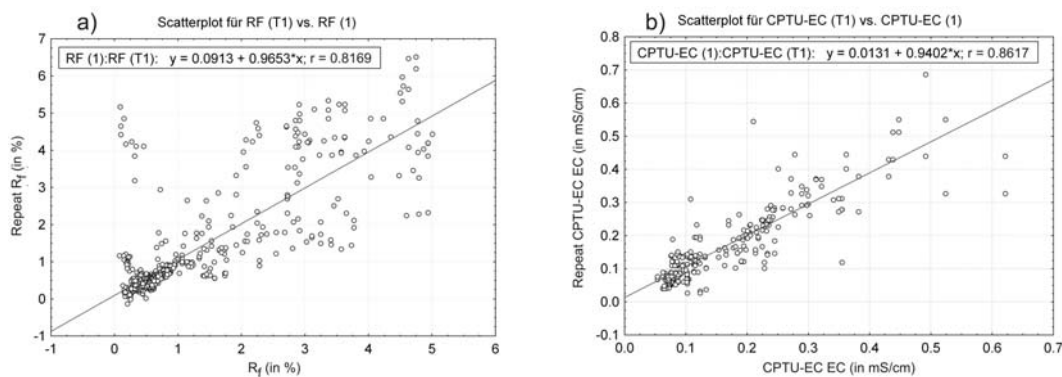 a)
Scatterplot für RF (T1) vs. RF (1)
RF (1):RF (T1): y = 0.0913 + 0.9653*x; r = 0.8169
Repeat Rf (in %)
7
6
5
4
3
2
1
0
-1
-1 0 1 2 3 4 5 6
Rf (in %)
b)
Scatterplot für CPTU-EC (T1) vs. CPTU-EC (1)
CPTU-EC (1):CPTU-EC (T1): y = 0.0131 + 0.9402*x; r = 0.8617
Repeat CPTU-EC EC (in mS/cm)
0.8
0.7
0.6
0.5
0.4
0.3
0.2
0.1
0.0
-0.1
0.0 0.1 0.2 0.3 0.4 0.5 0.6 0.7
CPTU-EC EC (in mS/cm)